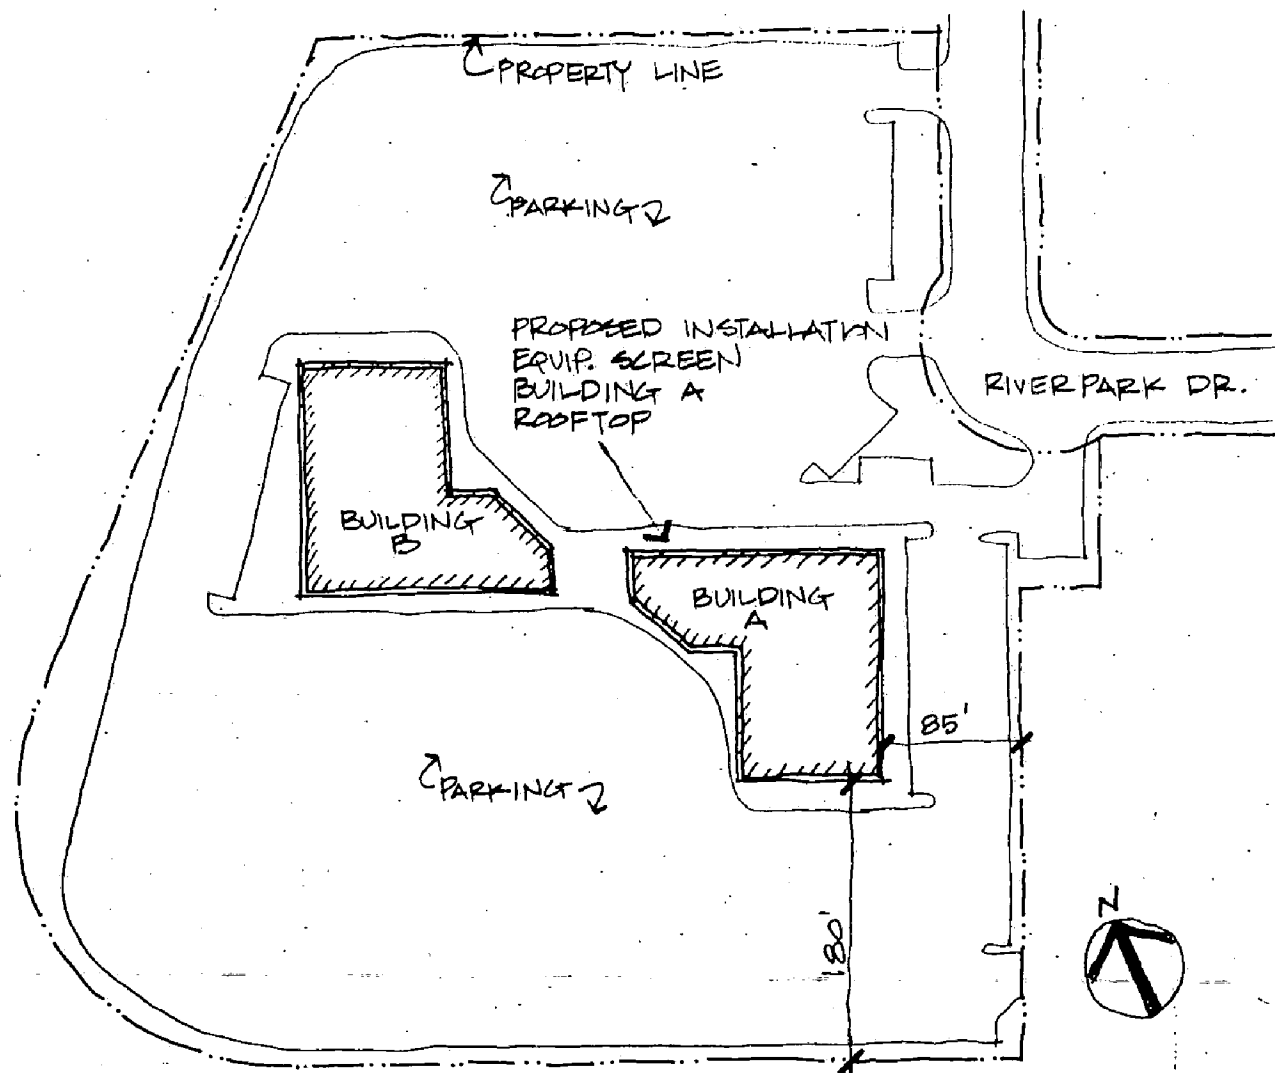 PROPERTY LINE
PARKING
PROPOSED INSTALLATION
EQUIP. SCREEN
BUILDING A
ROOFTOP
RIVERPARK DR.
BUILDING
B
BUILDING
A
85'
PARKING
180'
N